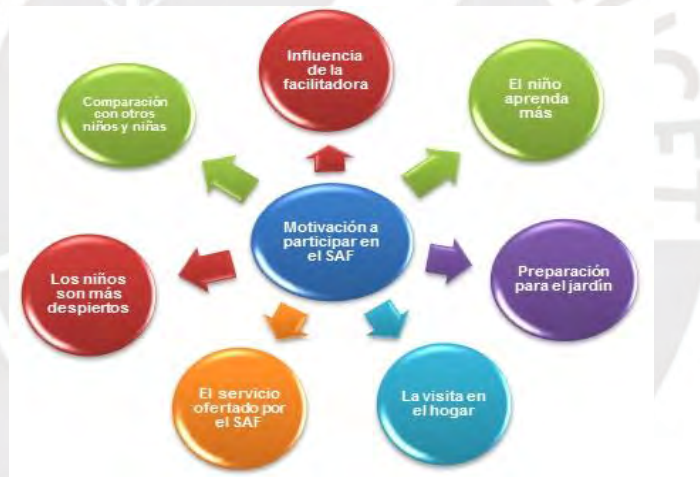 Influencia
de la
facilitadora
El niño
aprenda
más
Preparación
para el jardín
La visita en
el hogar
El servicio
ofertado por
el SAF
Los niños
son más
despiertos
Comparación
con otros
niños y niñas
Motivación a
participar en
el SAF